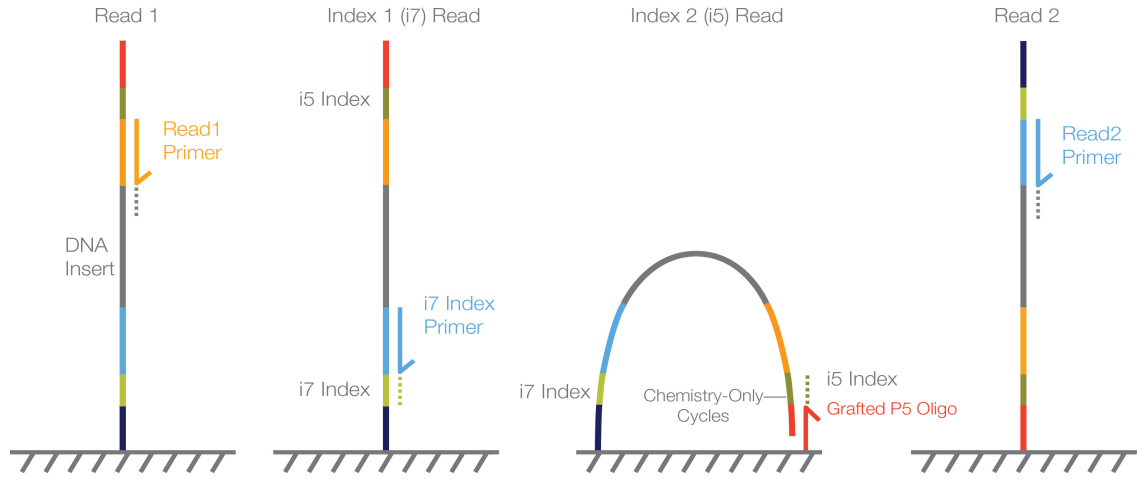 Read 1
Index 1 (i7) Read
Index 2 (i5) Read
Read 2
i5 Index
Read1
Primer
Read2
Primer
DNA
Insert
i7 Index
Primer
i7 Index
i7 Index
Chemistry-Only
Cycles
i5 Index
Grafted P5 Oligo